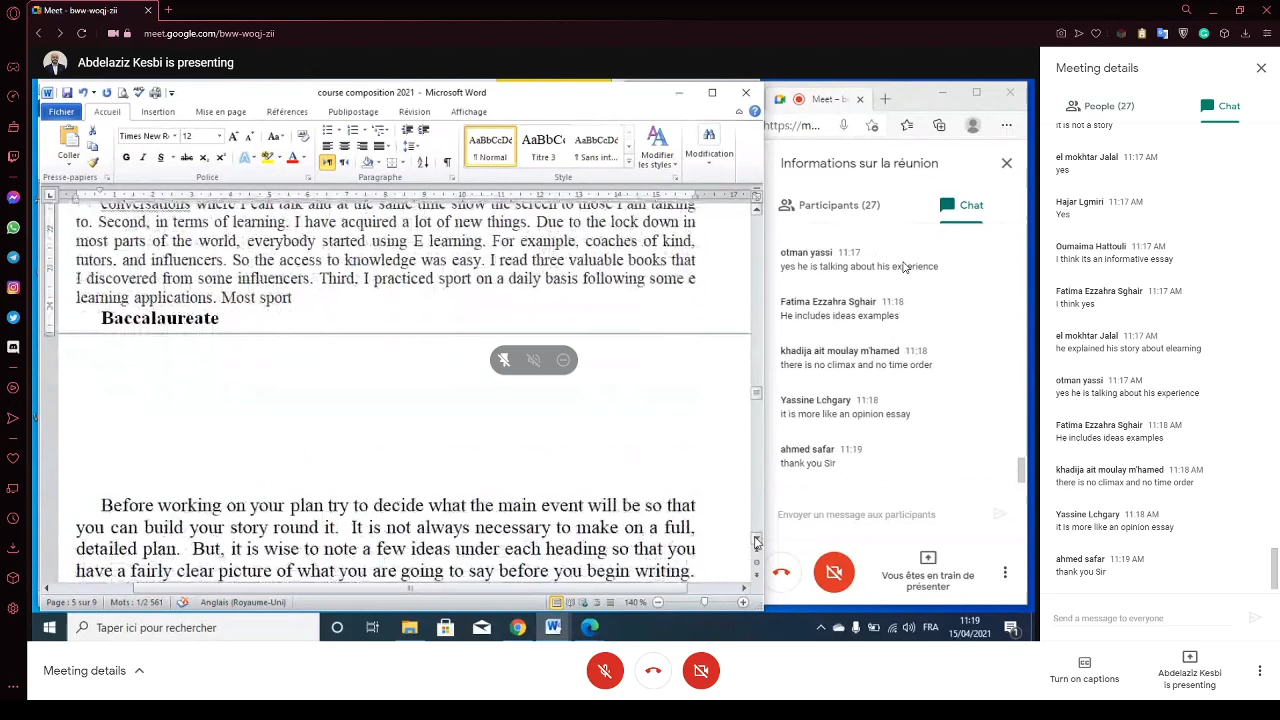 Meet - bww-woqj-zii
meet.google.com/bww-woqj-zii
Abdelaziz Kesbi is presenting
course composition 2021 - Microsoft Word
Fichier
Accueil
Insertion
Mise en page
Références
Publipostage
Révision
Affichage
Coller
Times New R
12
AaBbCcDc
¶ Normal
AaBbCc
Titre 3
AaBbCcDc
¶ Sans int...
Modifier
les styles
Modification
Presse-papiers
Police
Paragraphe
Style
conversations where I can talk and at the same time show the screen to those I am talking
to. Second, in terms of learning. I have acquired a lot of new things. Due to the lock down in
most parts of the world, everybody started using E learning. For example, coaches of kind,
tutors, and influencers. So the access to knowledge was easy. I read three valuable books that
I discovered from some influencers. Third, I practiced sport on a daily basis following some e
learning applications. Most sport
Baccalaureate
Before working on your plan try to decide what the main event will be so that
you can build your story round it. It is not always necessary to make on a full,
detailed plan. But, it is wise to note a few ideas under each heading so that you
have a fairly clear picture of what you are going to say before you begin writing.
Page : 5 sur 9
Mots : 1/2 561
Anglais (Royaume-Uni)
140 %
Meet – b
https://m...
Informations sur la réunion
Participants (27)
Chat
otman yassi 11:17
yes he is talking about his experience
Fatima Ezzahra Sghair 11:18
He includes ideas examples
khadija ait moulay m'hamed 11:18
there is no climax and no time order
Yassine Lchgary 11:18
it is more like an opinion essay
ahmed safar 11:19
thank you Sir
Envoyer un message aux participants
Vous êtes en train de
présenter
Taper ici pour rechercher
FRA
11:19
15/04/2021
Meeting details
People (27)
Chat
it is not a story
el mokhtar Jalal 11:17 AM
yes
Hajar Lgmiri 11:17 AM
Yes
Oumaima Hattouli 11:17 AM
I think its an informative essay
Fatima Ezzahra Sghair 11:17 AM
I think yes
el mokhtar Jalal 11:17 AM
he explained his story about elearning
otman yassi 11:17 AM
yes he is talking about his experience
Fatima Ezzahra Sghair 11:18 AM
He includes ideas examples
khadija ait moulay m'hamed 11:18 AM
there is no climax and no time order
Yassine Lchgary 11:18 AM
it is more like an opinion essay
ahmed safar 11:19 AM
thank you Sir
Send a message to everyone
Meeting details
Turn on captions
Abdelaziz Kesbi
is presenting